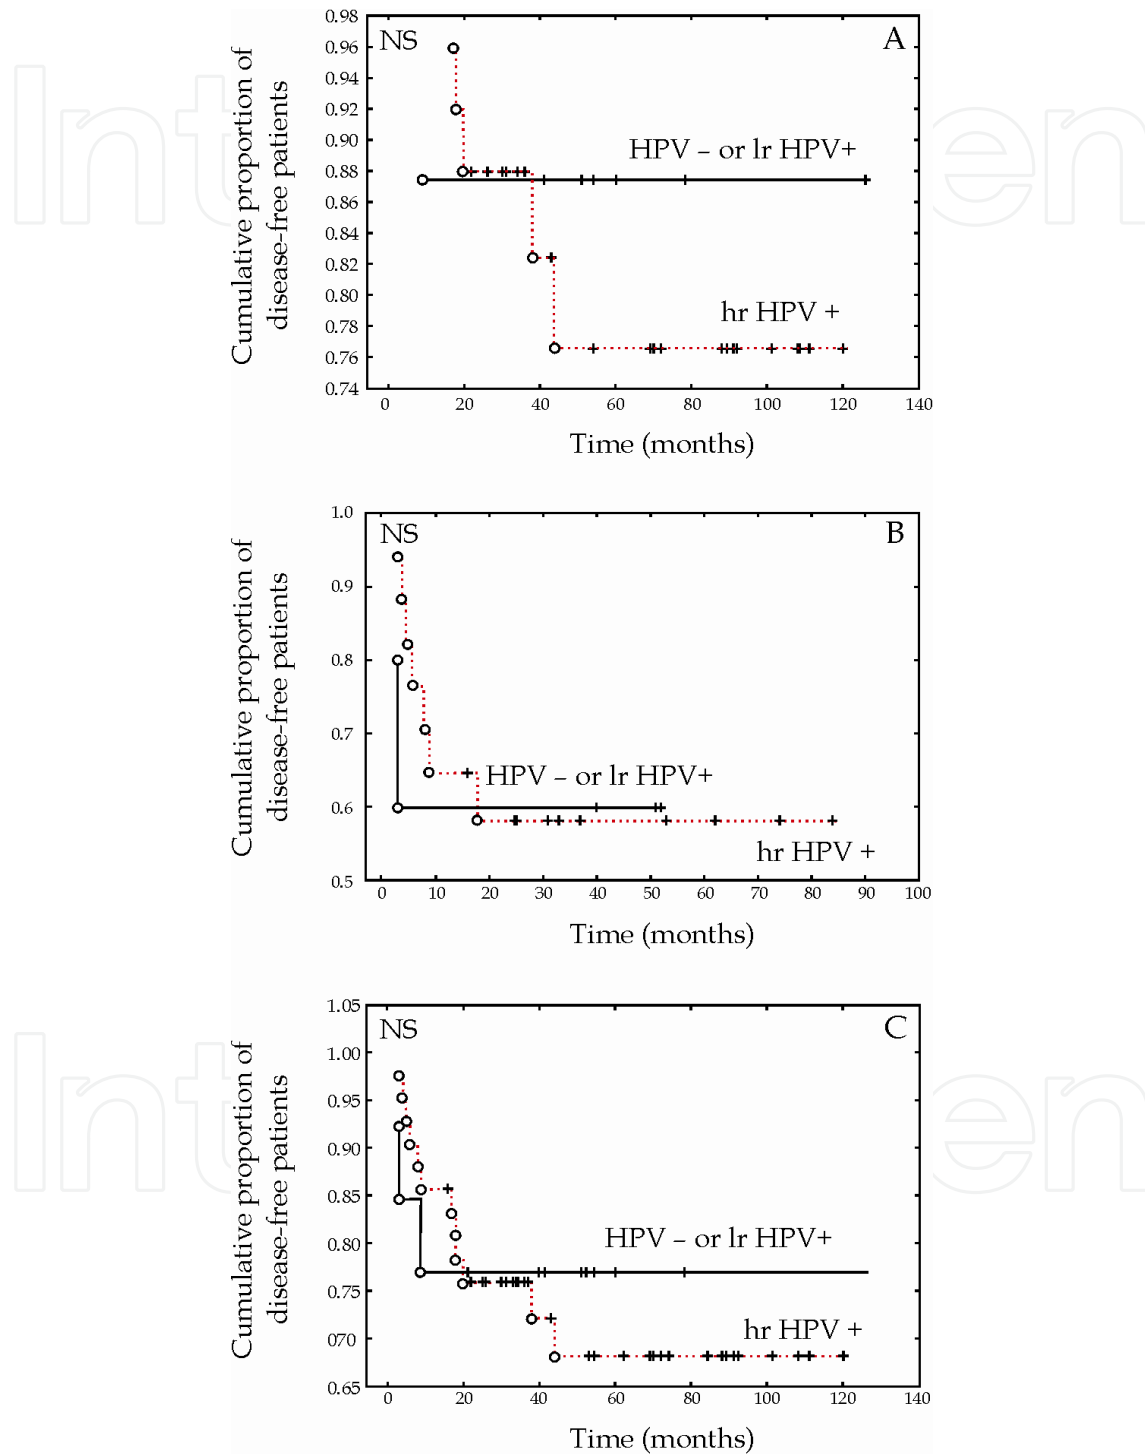 Cumulative proportion of
disease-free patients
0.98
0.96
0.94
0.92
0.90
0.88
0.86
0.84
0.82
0.80
0.78
0.76
0.74
NS
A
HPV – or lr HPV+
hr HPV +
0
20
40
60
80
100
120
140
Time (months)
Cumulative proportion of
disease-free patients
1.0
0.9
0.8
0.7
0.6
0.5
NS
B
HPV – or lr HPV+
hr HPV +
0
10
20
30
40
50
60
70
80
90
100
Time (months)
Cumulative proportion of
disease-free patients
1.05
1.00
0.95
0.90
0.85
0.80
0.75
070
0.65
NS
C
HPV – or lr HPV+
hr HPV +
0
20
40
60
80
100
120
140
Time (months)
Int
en
Int
en